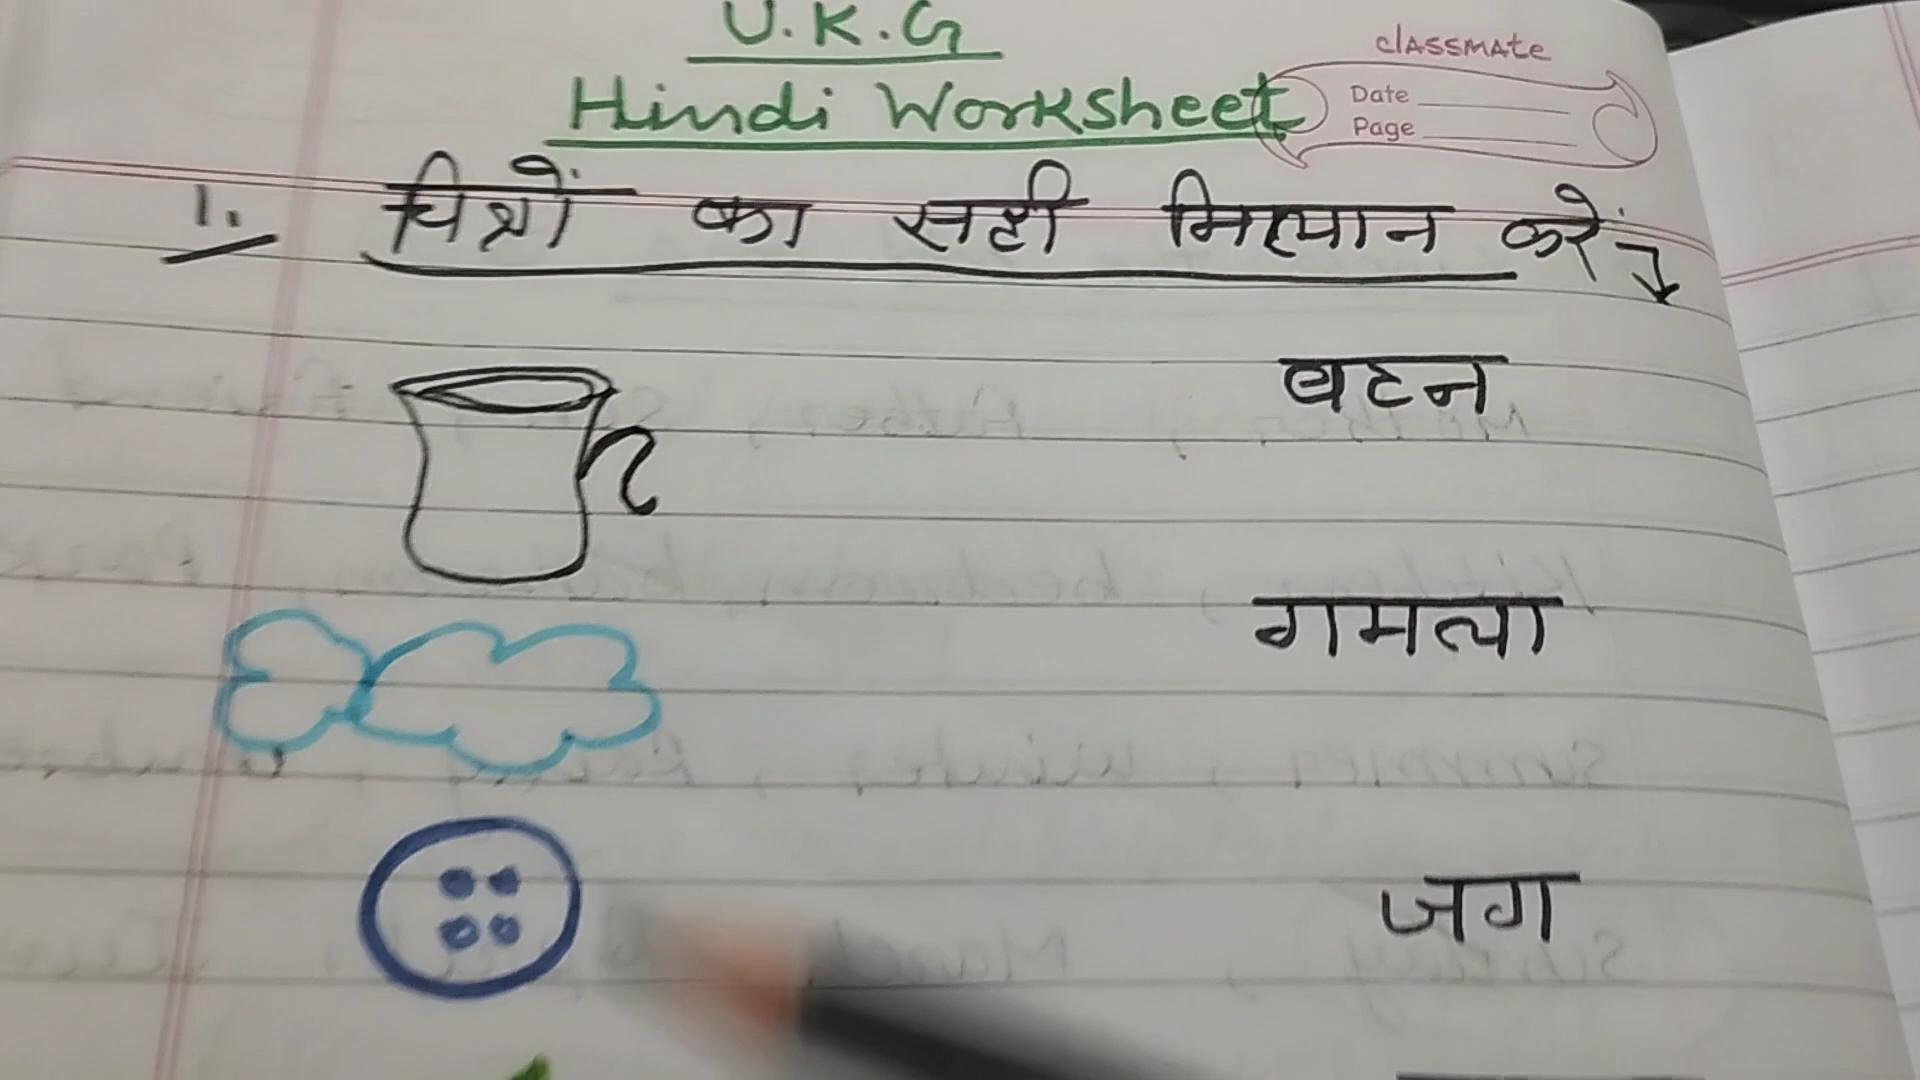 U.K.G
Hindi Worksheet
classmate
Date
Page
1. चित्रों का सही मिलान करें
बटन
गमला
जग